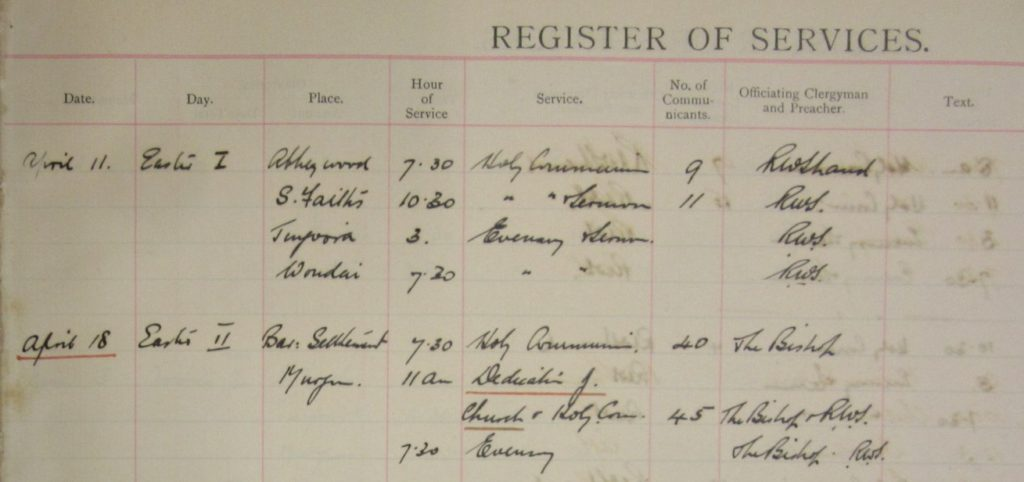 REGISTER OF SERVICES.
Date. Day. Place. Hour of Service Service. No. of Commu- nicants. Officiating Clergyman and Preacher. Text.
April 11. Easter I Abbeywood 7.30 Holy Communion 9 RWShand
S. Faith's 10.30 " " & Sermon 11 RWS.
Tingoora 3. Evensong & Sermon. RWS.
Wondai 7.30 " " RWS.
April 18 Easter II Bar: Settlement 7.30 Holy Communion. 40 The Bishop
Murgon. 11 am Dedication of
Church & Holy Com. 45 The Bishop & RWS.
7.30 Evensong The Bishop. RWS.